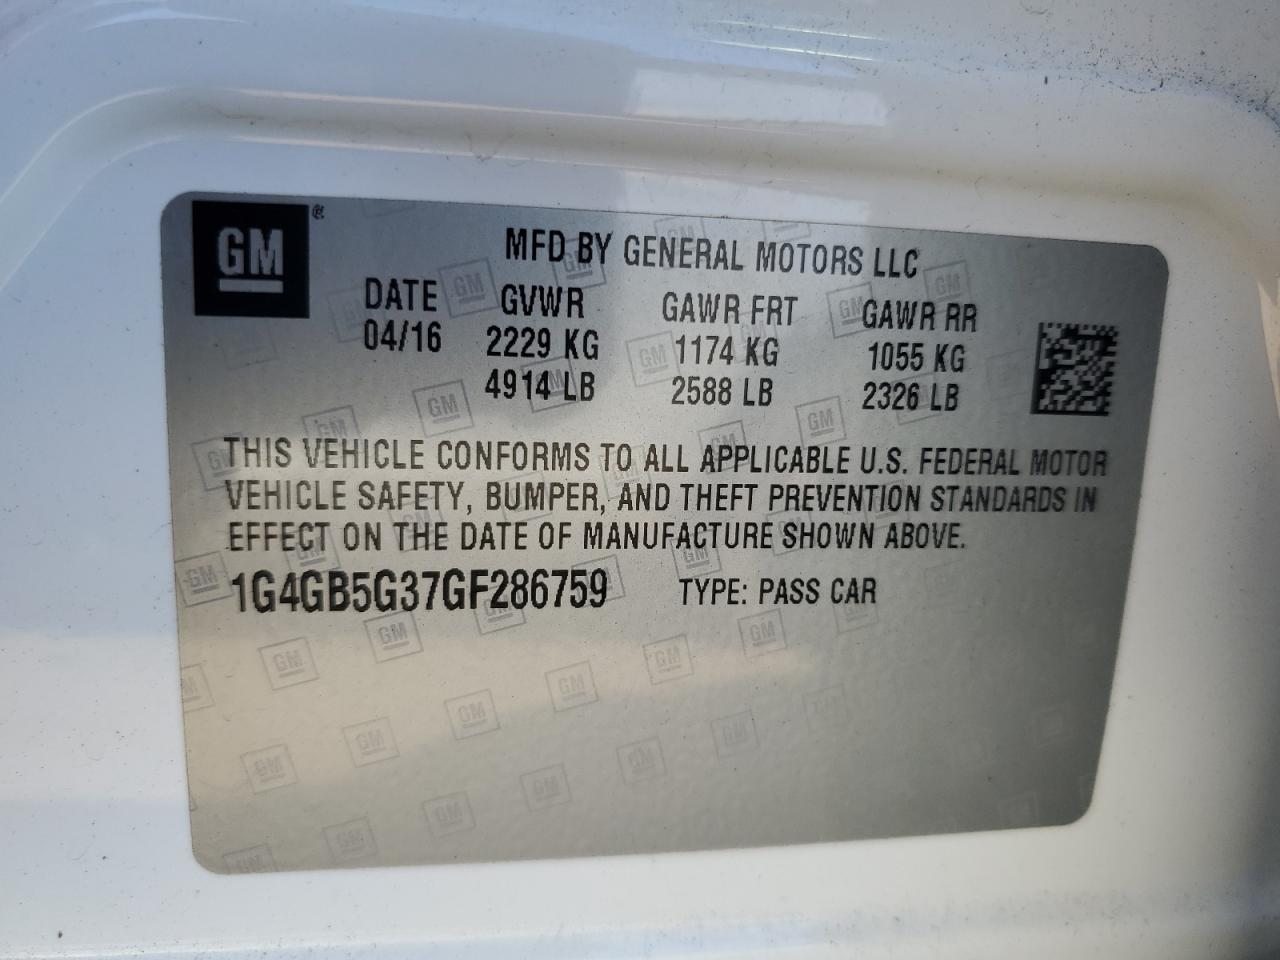 GM
MFD BY GENERAL MOTORS LLC
DATE GVWR GAWR FRT GAWR RR
04/16 2229 KG 1174 KG 1055 KG
4914 LB 2588 LB 2326 LB
THIS VEHICLE CONFORMS TO ALL APPLICABLE U.S. FEDERAL MOTOR
VEHICLE SAFETY, BUMPER, AND THEFT PREVENTION STANDARDS IN
EFFECT ON THE DATE OF MANUFACTURE SHOWN ABOVE.
1G4GB5G37GF286759 TYPE: PASS CAR